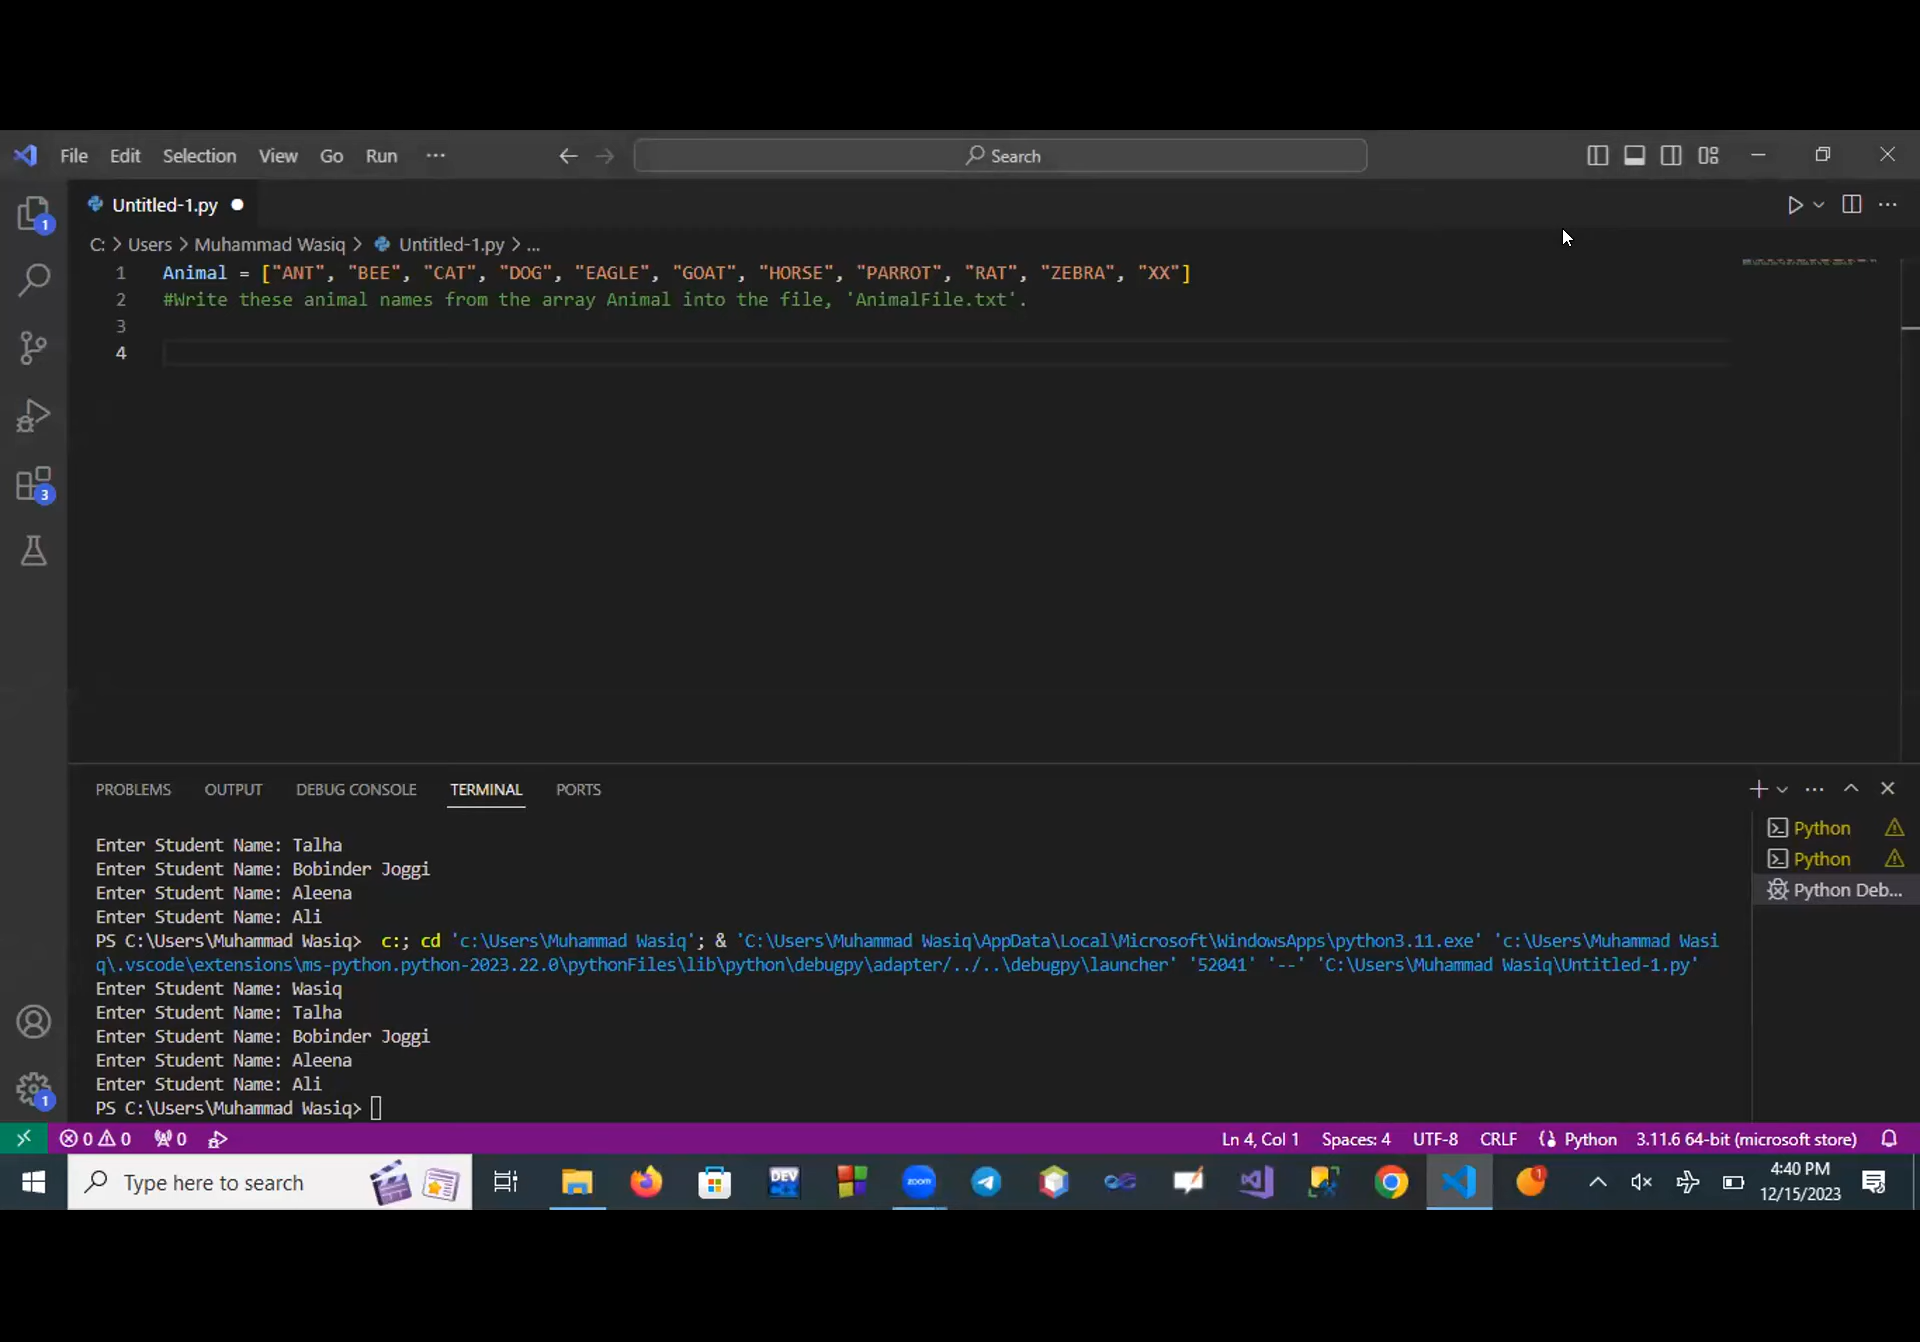 File Edit Selection View Go Run ··· Search
Untitled-1.py
1
C: > Users > Muhammad Wasiq > Untitled-1.py > ...
1 Animal = ["ANT", "BEE", "CAT", "DOG", "EAGLE", "GOAT", "HORSE", "PARROT", "RAT", "ZEBRA", "XX"]
2 #Write these animal names from the array Animal into the file, 'AnimalFile.txt'.
3
4
3
PROBLEMS OUTPUT DEBUG CONSOLE TERMINAL PORTS
Enter Student Name: Talha
Enter Student Name: Bobinder Joggi
Enter Student Name: Aleena
Enter Student Name: Ali
PS C:\Users\Muhammad Wasiq>  c:; cd 'c:\Users\Muhammad Wasiq'; & 'C:\Users\Muhammad Wasiq\AppData\Local\Microsoft\WindowsApps\python3.11.exe' 'c:\Users\Muhammad Wasi
q\.vscode\extensions\ms-python.python-2023.22.0\pythonFiles\lib\python\debugpy\adapter/../..\debugpy\launcher' '52041' '--' 'C:\Users\Muhammad Wasiq\Untitled-1.py'
Enter Student Name: Wasiq
Enter Student Name: Talha
Enter Student Name: Bobinder Joggi
Enter Student Name: Aleena
Enter Student Name: Ali
PS C:\Users\Muhammad Wasiq>
Python
Python
Python Deb...
1
0 0 0 Ln 4, Col 1 Spaces: 4 UTF-8 CRLF Python 3.11.6 64-bit (microsoft store)
Type here to search DEV zoom 1 4:40 PM
12/15/2023